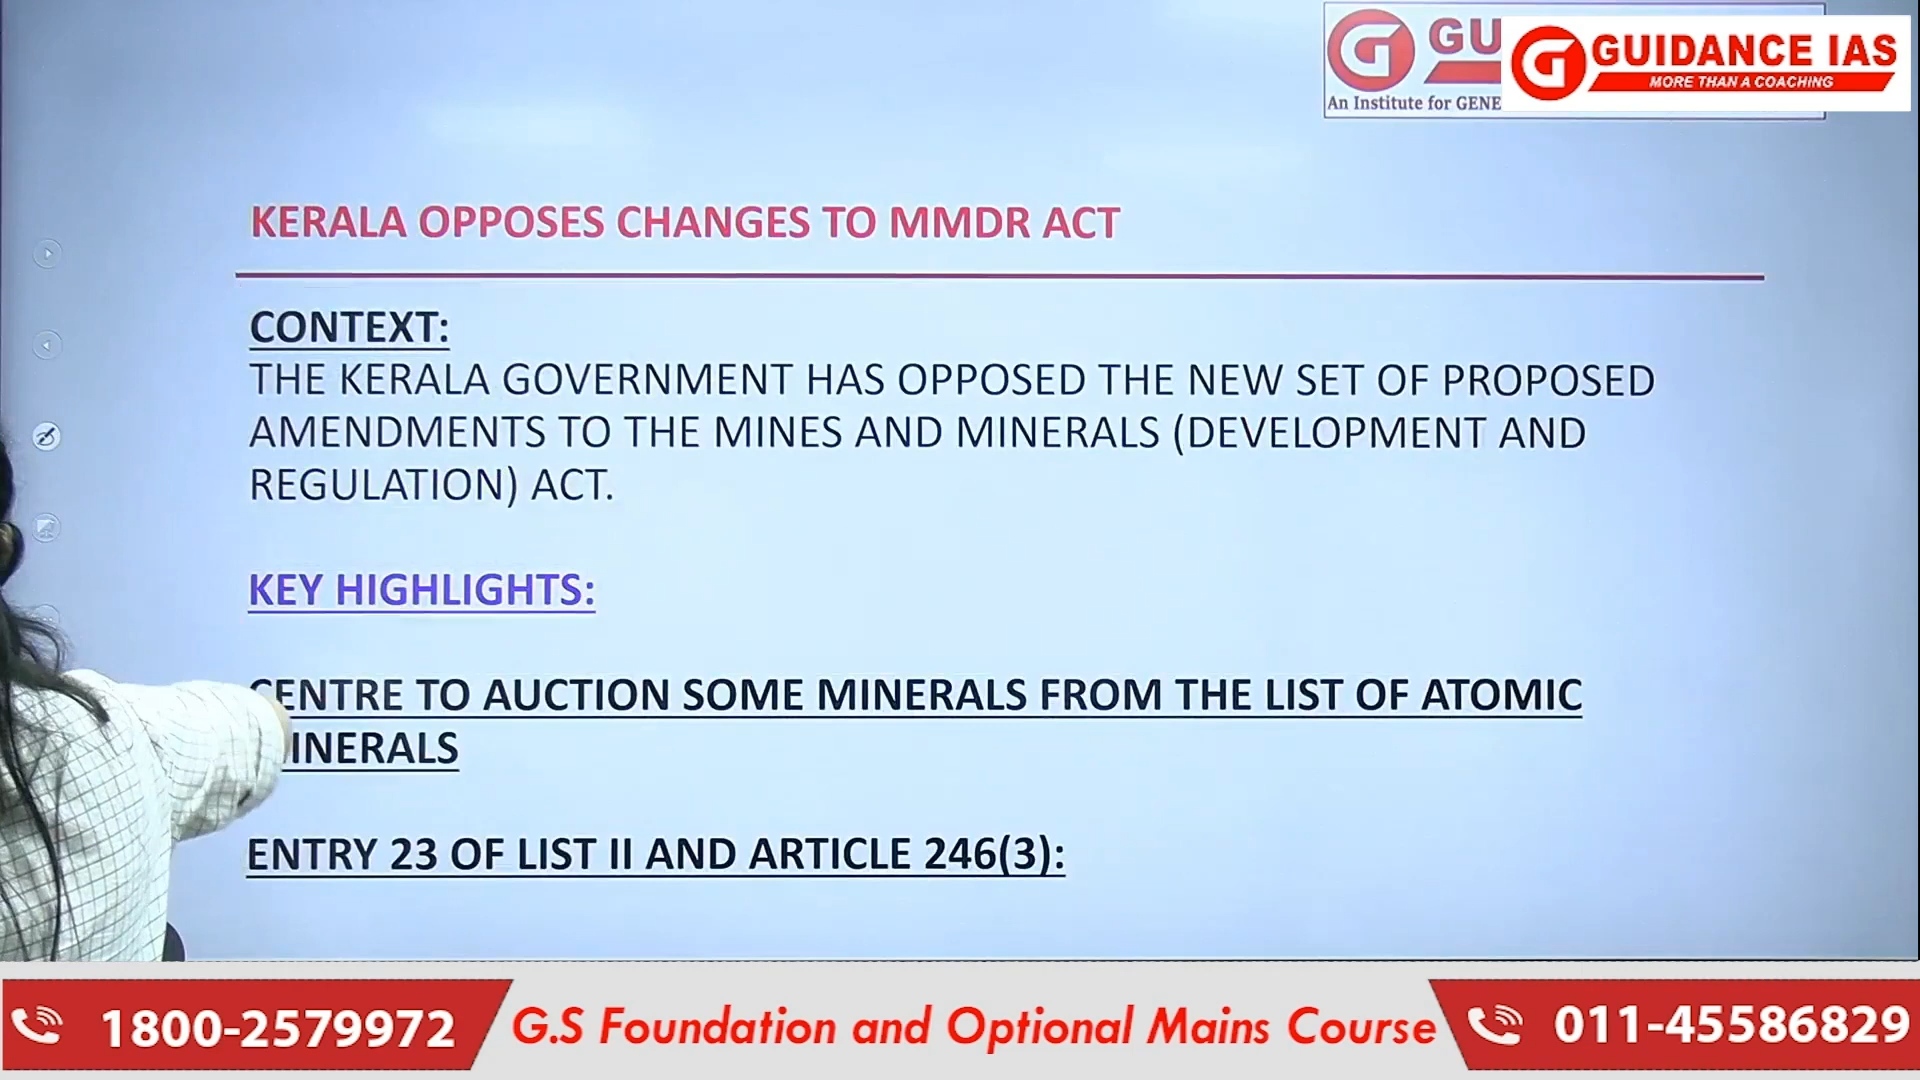 GU
An Institute for GENE
GUIDANCE IAS
MORE THAN A COACHING
KERALA OPPOSES CHANGES TO MMDR ACT
CONTEXT:
THE KERALA GOVERNMENT HAS OPPOSED THE NEW SET OF PROPOSED
AMENDMENTS TO THE MINES AND MINERALS (DEVELOPMENT AND
REGULATION) ACT.
KEY HIGHLIGHTS:
CENTRE TO AUCTION SOME MINERALS FROM THE LIST OF ATOMIC
INERALS
ENTRY 23 OF LIST II AND ARTICLE 246(3):
1800-2579972
G.S Foundation and Optional Mains Course
011-45586829